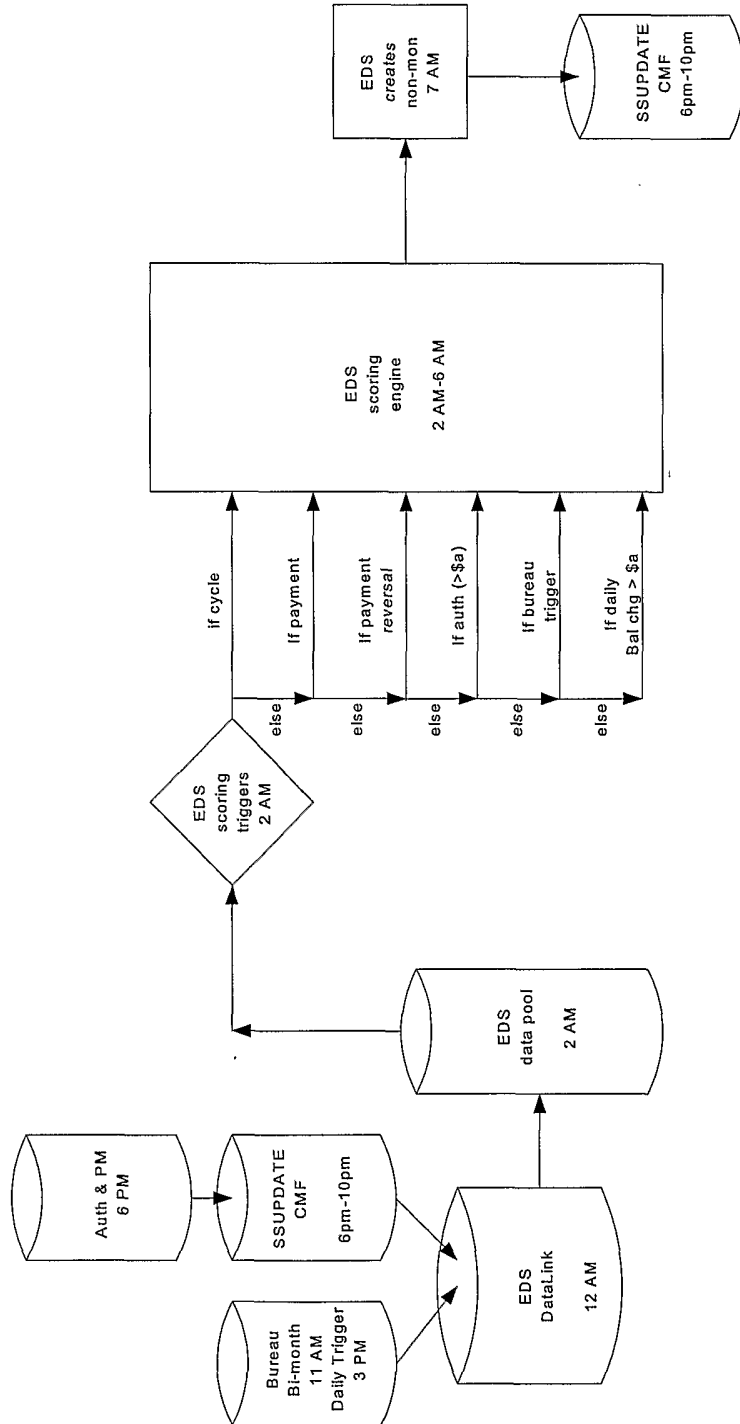 Auth & PM
6 PM
SSUPDATE
CMF
6pm-10pm
Bureau
Bi-month
11 AM
Daily Trigger
3 PM
EDS
DataLink
12 AM
EDS
data pool
2 AM
EDS
scoring
triggers
2 AM
if cycle
else
If payment
else
If payment
reversal
else
If auth (>$a)
else
If bureau
trigger
else
If daily
Bal chg > $a
EDS
scoring
engine
2 AM-6 AM
EDS
creates
non-mon
7 AM
SSUPDATE
CMF
6pm-10pm